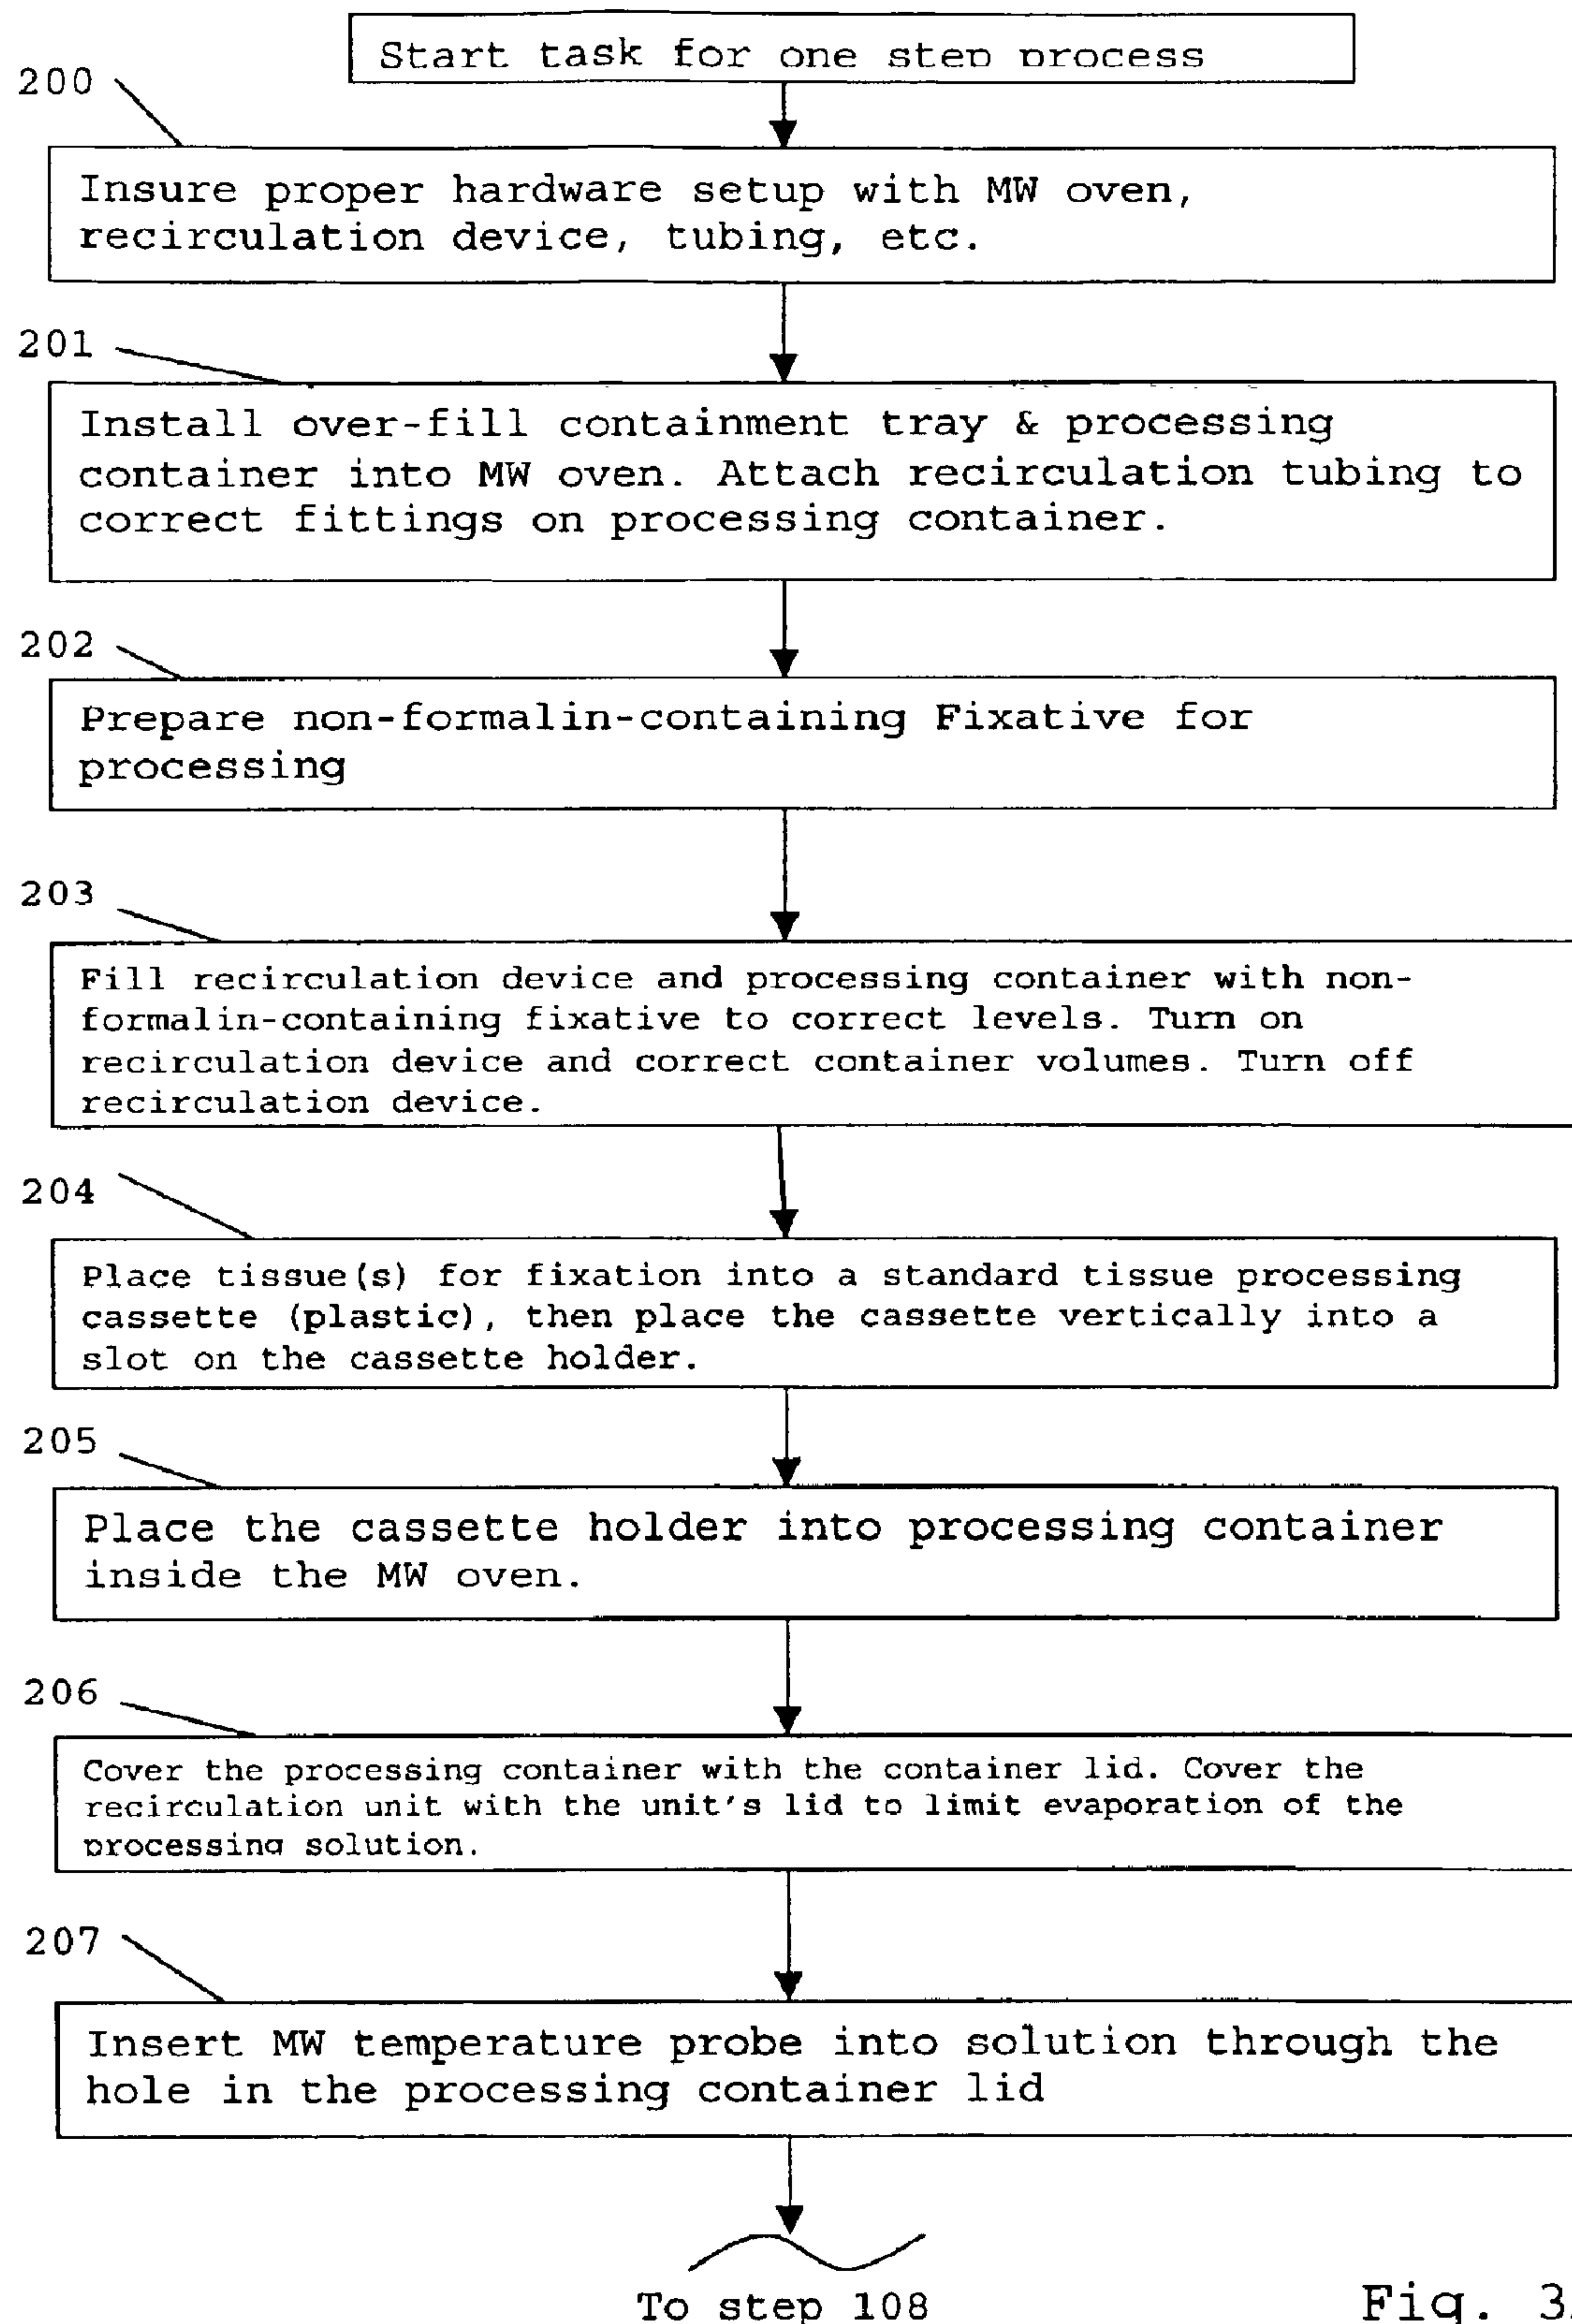 Start task for one step process
200
Insure proper hardware setup with MW oven,
recirculation device, tubing, etc.
201
Install over-fill containment tray & processing
container into MW oven. Attach recirculation tubing to
correct fittings on processing container.
202
Prepare non-formalin-containing Fixative for
processing
203
Fill recirculation device and processing container with non-
formalin-containing fixative to correct levels. Turn on
recirculation device and correct container volumes. Turn off
recirculation device.
204
Place tissue(s) for fixation into a standard tissue processing
cassette (plastic), then place the cassette vertically into a
slot on the cassette holder.
205
Place the cassette holder into processing container
inside the MW oven.
206
Cover the processing container with the container lid. Cover the
recirculation unit with the unit's lid to limit evaporation of the
processing solution.
207
Insert MW temperature probe into solution through the
hole in the processing container lid
To step 108
Fig. 3